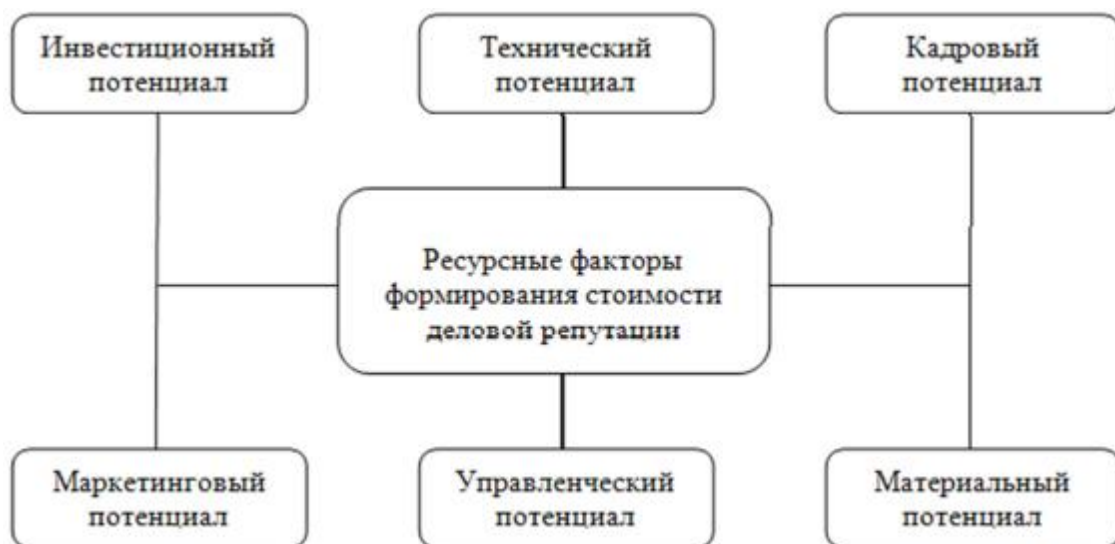 Инвестиционный
потенциал
Технический
потенциал
Кадровый
потенциал
Ресурсные факторы
формирования стоимости
деловой репутации
Маркетинговый
потенциал
Управленческий
потенциал
Материальный
потенциал